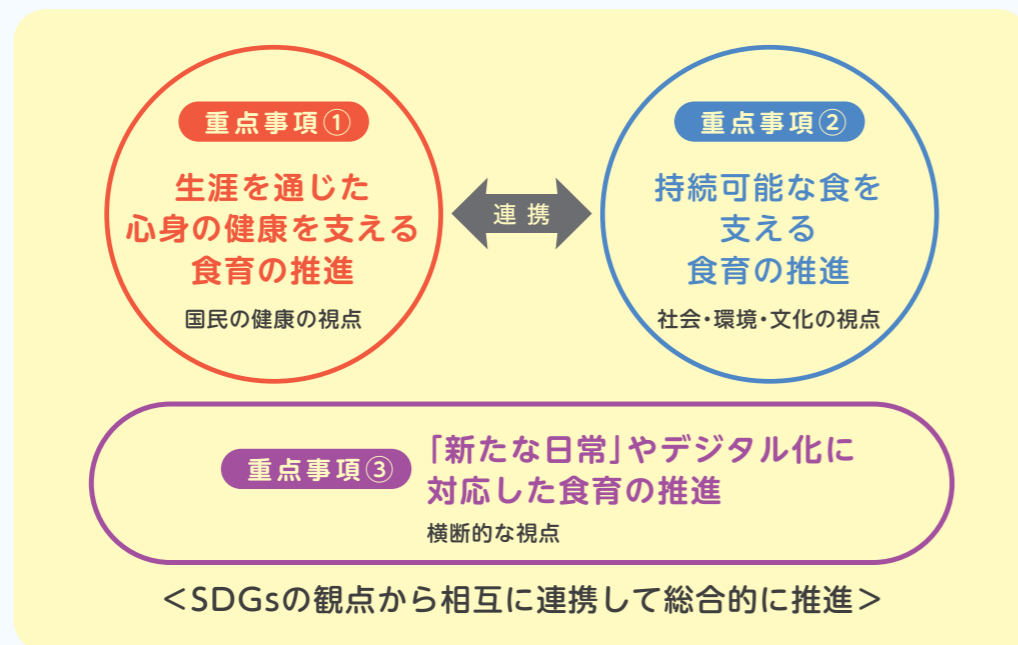 重点事項①
生涯を通じた
心身の健康を支える
食育の推進
国民の健康の視点
連携
重点事項②
持続可能な食を
支える
食育の推進
社会・環境・文化の視点
重点事項③
「新たな日常」やデジタル化に
対応した食育の推進
横断的な視点
＜SDGsの観点から相互に連携して総合的に推進＞